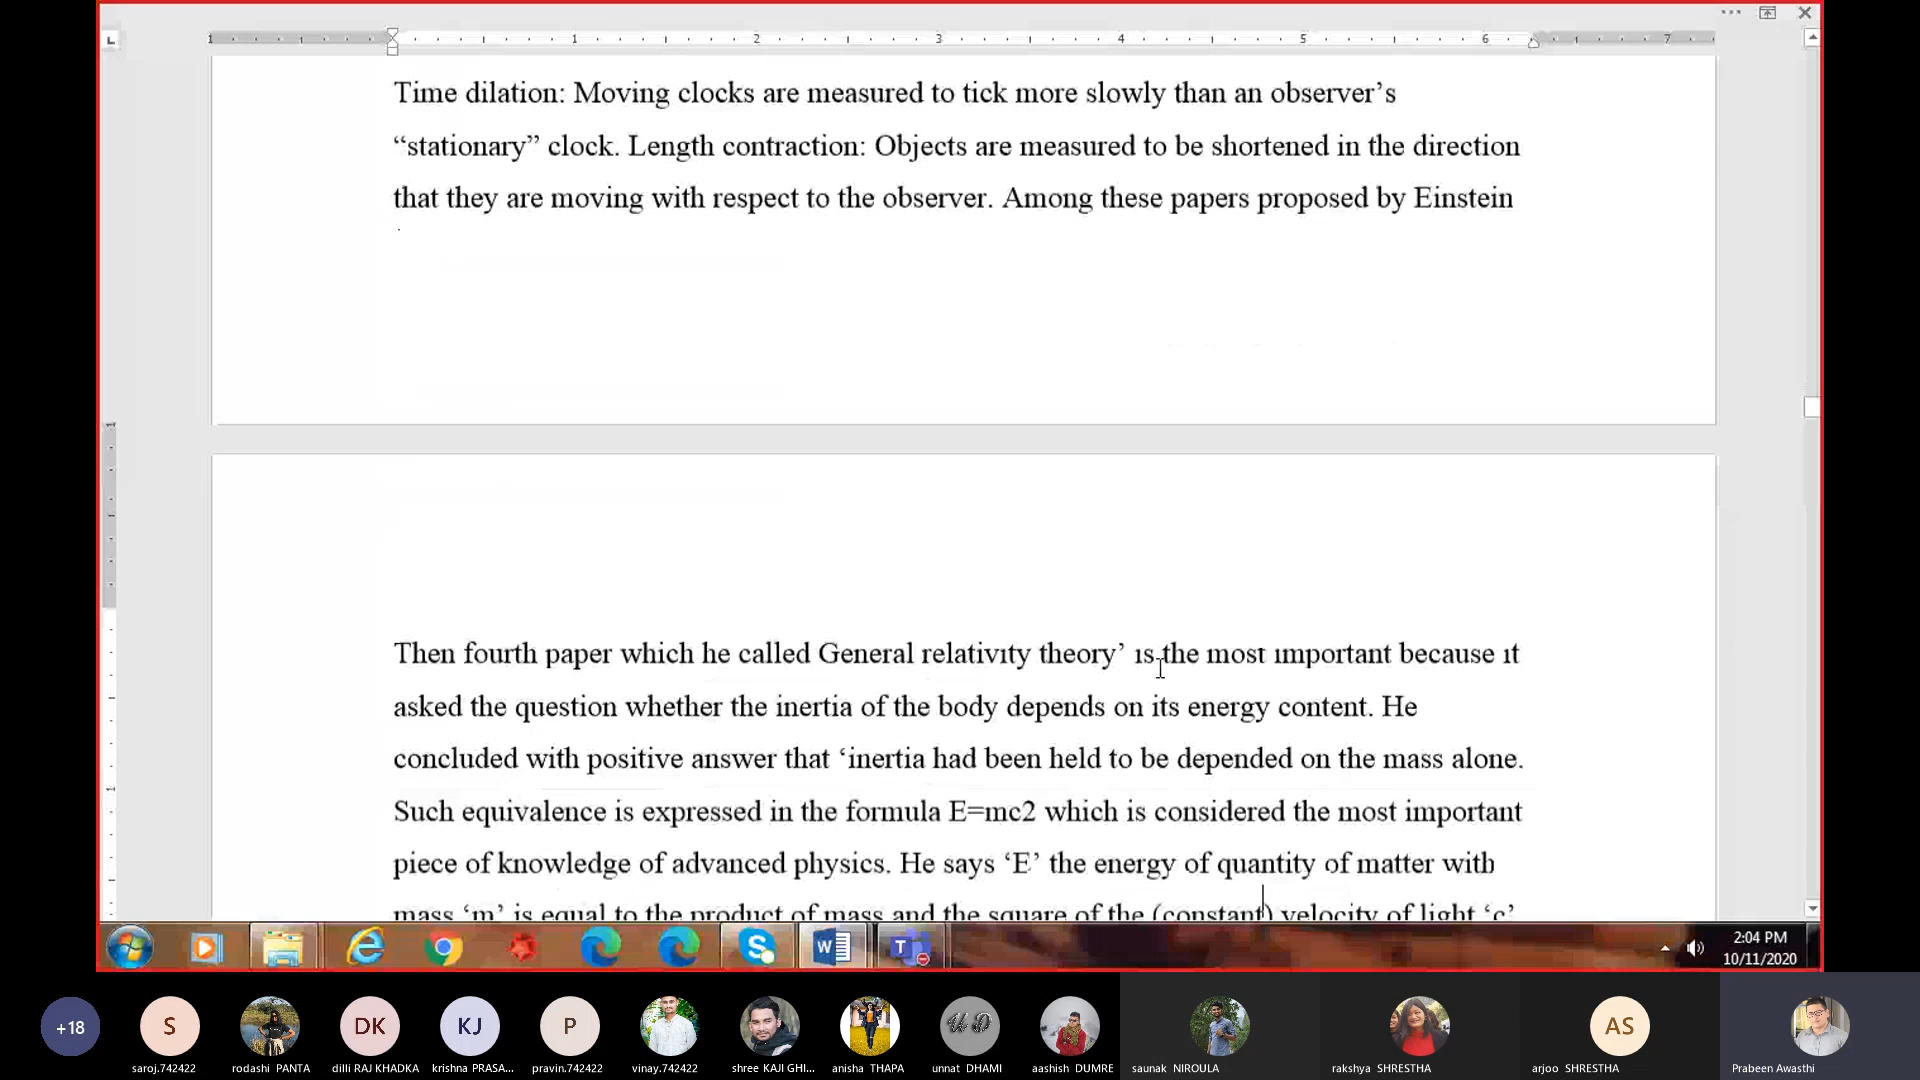 1 1 1 2 3 4 5 6 7
Time dilation: Moving clocks are measured to tick more slowly than an observer’s
“stationary” clock. Length contraction: Objects are measured to be shortened in the direction
that they are moving with respect to the observer. Among these papers proposed by Einstein
Then fourth paper which he called General relativity theory’ is the most important because it
asked the question whether the inertia of the body depends on its energy content. He
concluded with positive answer that ‘inertia had been held to be depended on the mass alone.
Such equivalence is expressed in the formula E=mc2 which is considered the most important
piece of knowledge of advanced physics. He says ‘E’ the energy of quantity of matter with
mass ‘m’ is equal to the product of mass and the square of the (constant) velocity of light ‘c’
2:04 PM
10/11/2020
+18 S DK KJ P U D AS
saroj.742422 rodashi PANTA dilli RAJ KHADKA krishna PRASA... pravin.742422 vinay.742422 shree KAJI GHI... anisha THAPA unnat DHAMI aashish DUMRE saunak NIROULA rakshya SHRESTHA arjoo SHRESTHA Prabeen Awasthi